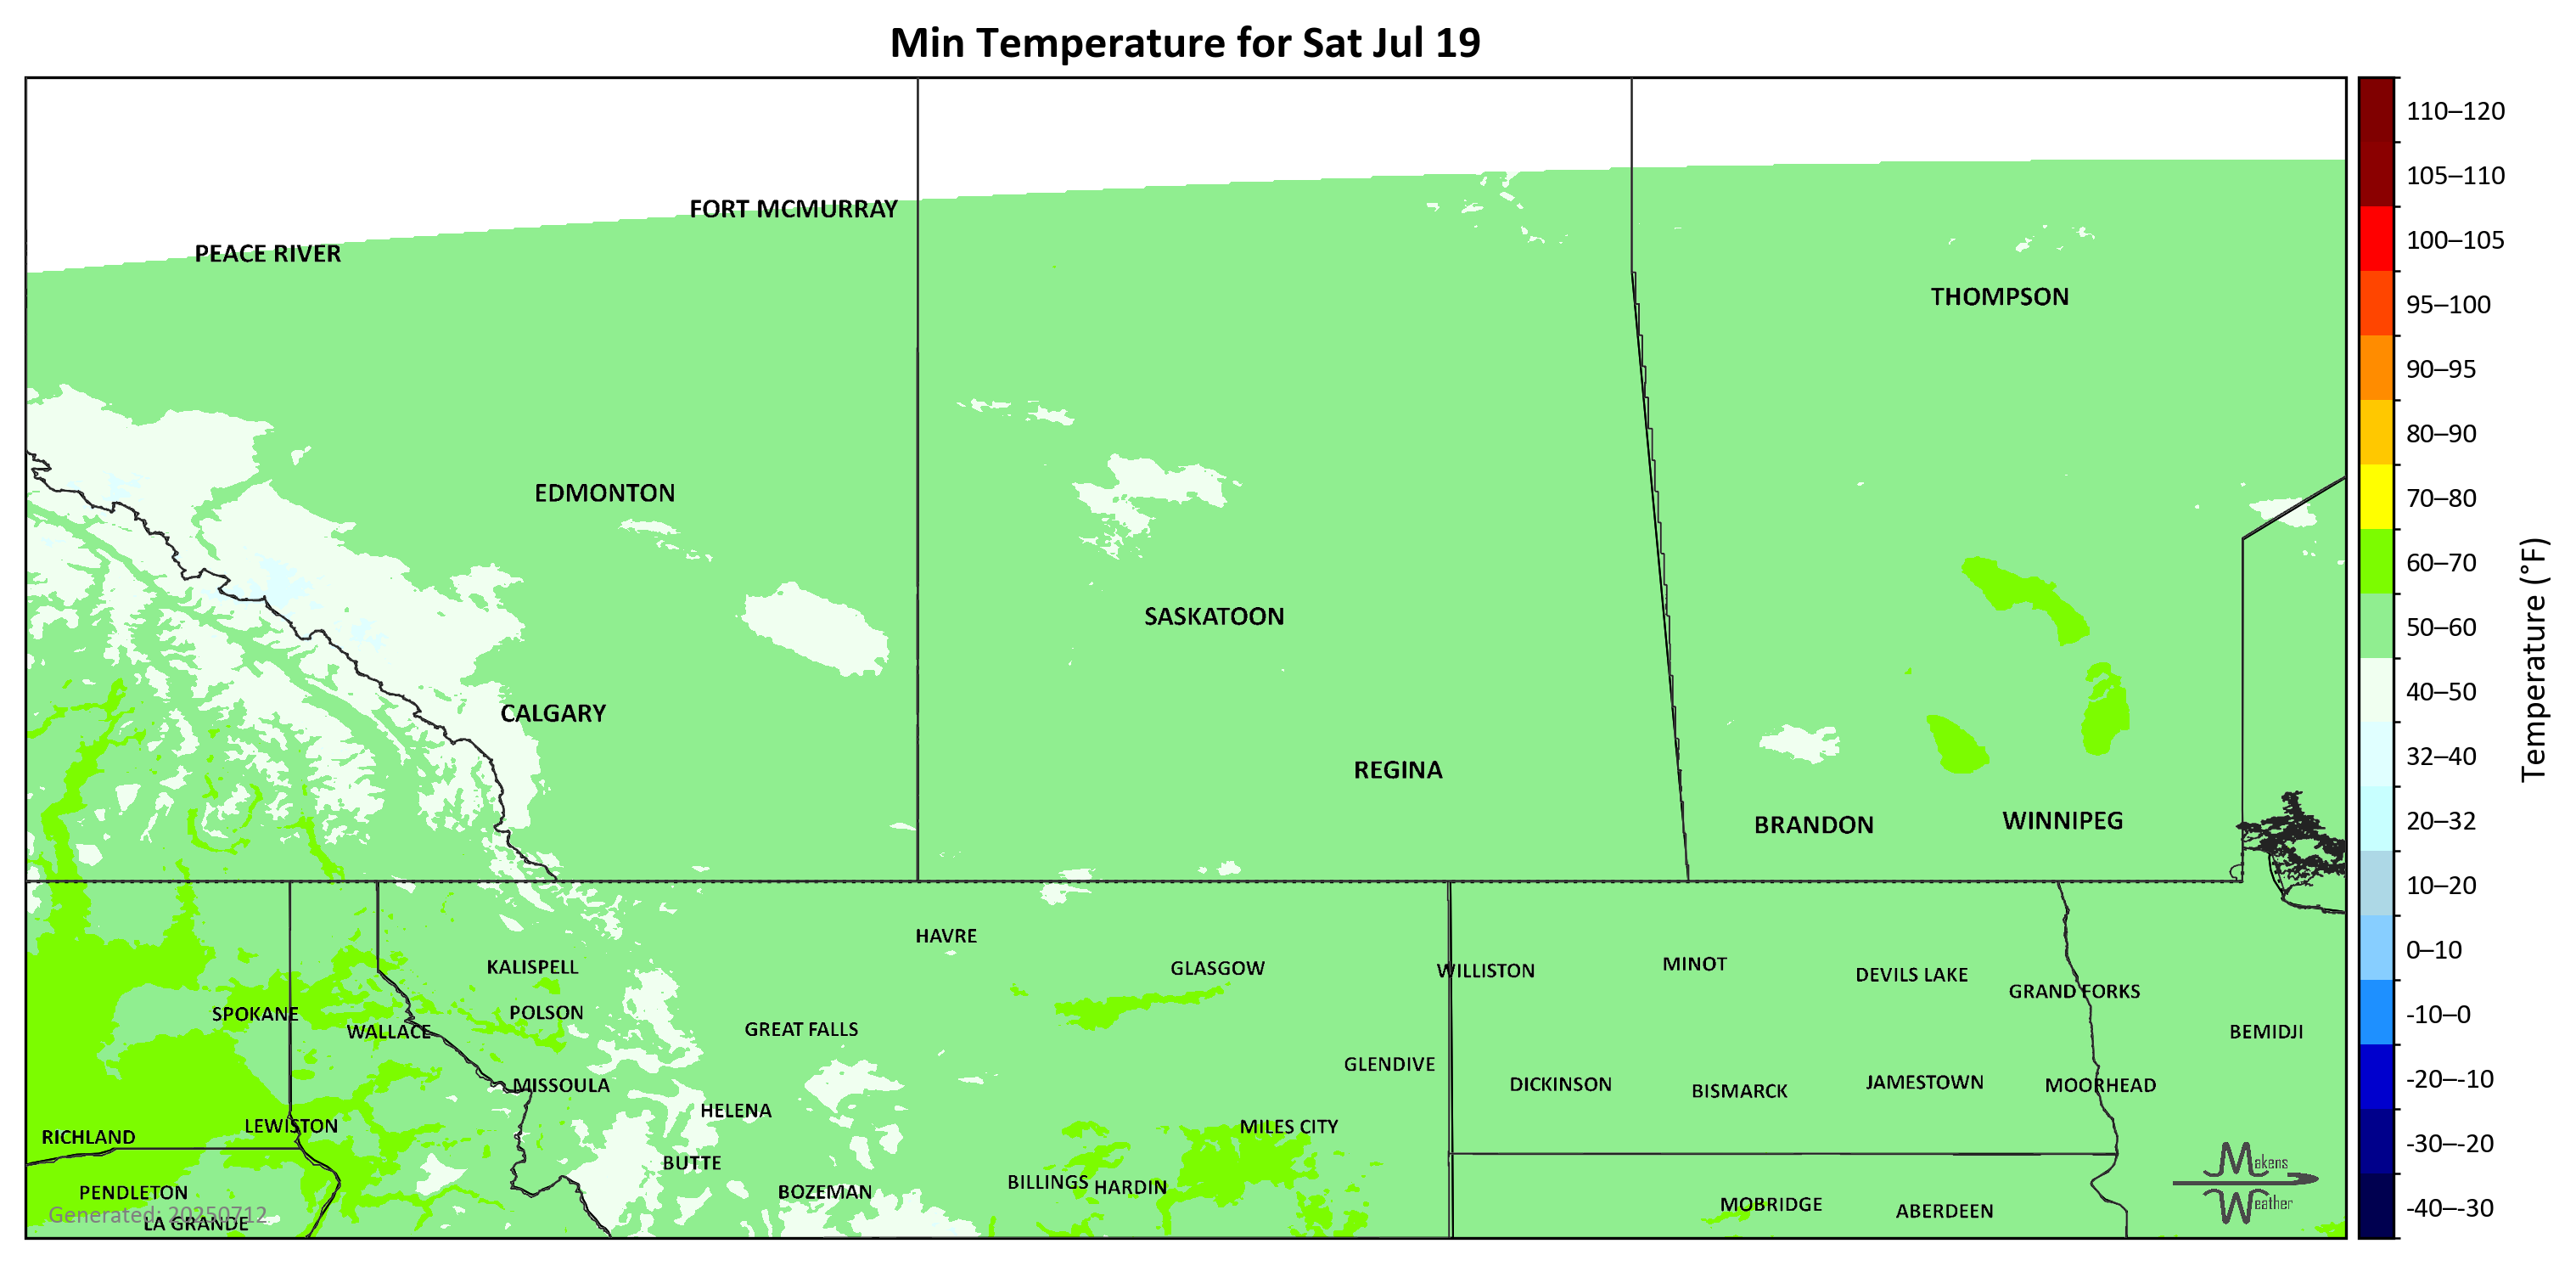 Min Temperature for Sat Jul 19
FORT MCMURRAY
PEACE RIVER
THOMPSON
EDMONTON
SASKATOON
CALGARY
REGINA
BRANDON
WINNIPEG
HAVRE
KALISPELL
GLASGOW
WILLISTON
MINOT
DEVILS LAKE
GRAND FORKS
SPOKANE
POLSON
WALLACE
GREAT FALLS
BEMIDJI
GLENDIVE
MISSOULA
DICKINSON
BISMARCK
JAMESTOWN
MOORHEAD
HELENA
LEWISTON
MILES CITY
RICHLAND
BUTTE
BILLINGS
HARDIN
PENDLETON
BOZEMAN
MOBRIDGE
ABERDEEN
Generated: 20250712
LA GRANDE
Makens
Weather
110–120
105–110
100–105
95–100
90–95
80–90
70–80
60–70
50–60
40–50
32–40
20–32
10–20
0–10
-10–0
-20–-10
-30–-20
-40–-30
Temperature (°F)